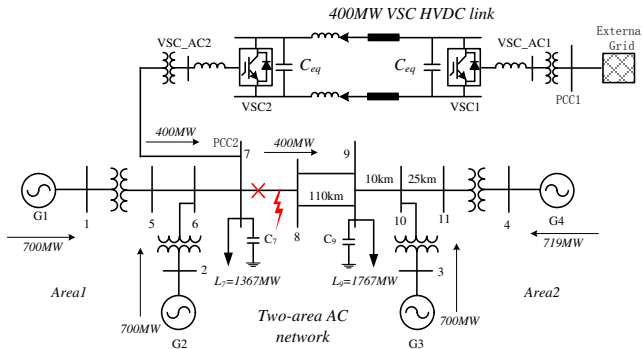 400MW VSC HVDC link
External
Grid
VSC_AC2
VSC_AC1
Ceq
Ceq
VSC2
VSC1
PCC1
400MW
PCC2
7
400MW
9
10km
25km
110km
G1
1
5
6
8
10
11
4
G4
700MW
C7
C9
719MW
2
3
L7=1367MW
L9=1767MW
Area1
700MW
700MW
Area2
G2
Two-area AC
network
G3